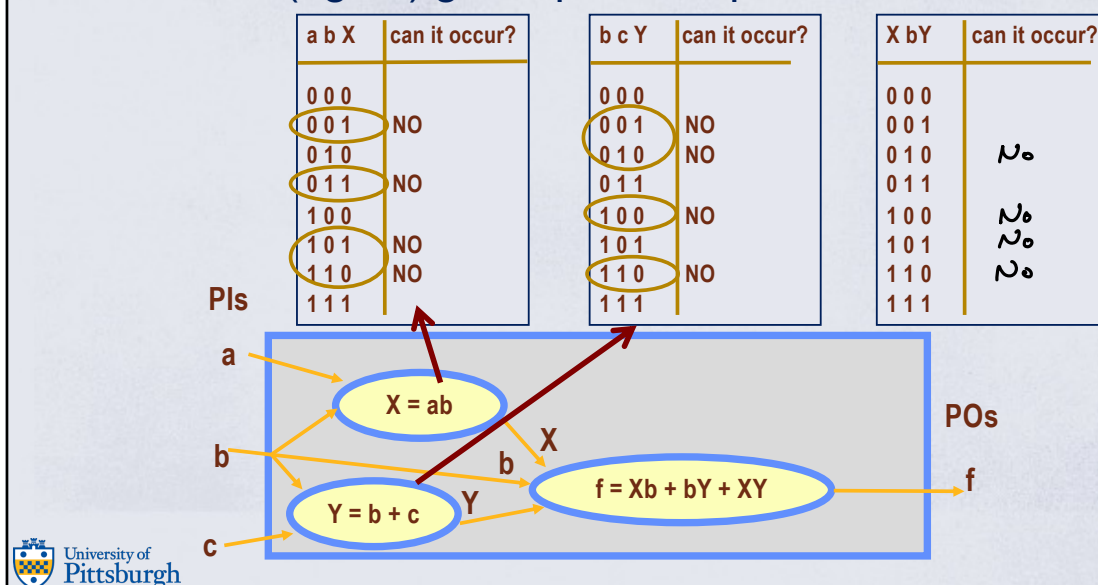 a b X can it occur?
0 0 0
0 0 1 NO
0 1 0
0 1 1 NO
1 0 0
1 0 1 NO
1 1 0 NO
1 1 1
b c Y can it occur?
0 0 0
0 0 1 NO
0 1 0 NO
0 1 1
1 0 0 NO
1 0 1
1 1 0 NO
1 1 1
X bY can it occur?
0 0 0
0 0 1
0 1 0 No
0 1 1
1 0 0 No
1 0 1 No
1 1 0 No
1 1 1
PIs
a
X = ab
POs
X
b
b
f = Xb + bY + XY
f
Y
Y = b + c
c
University of
Pittsburgh